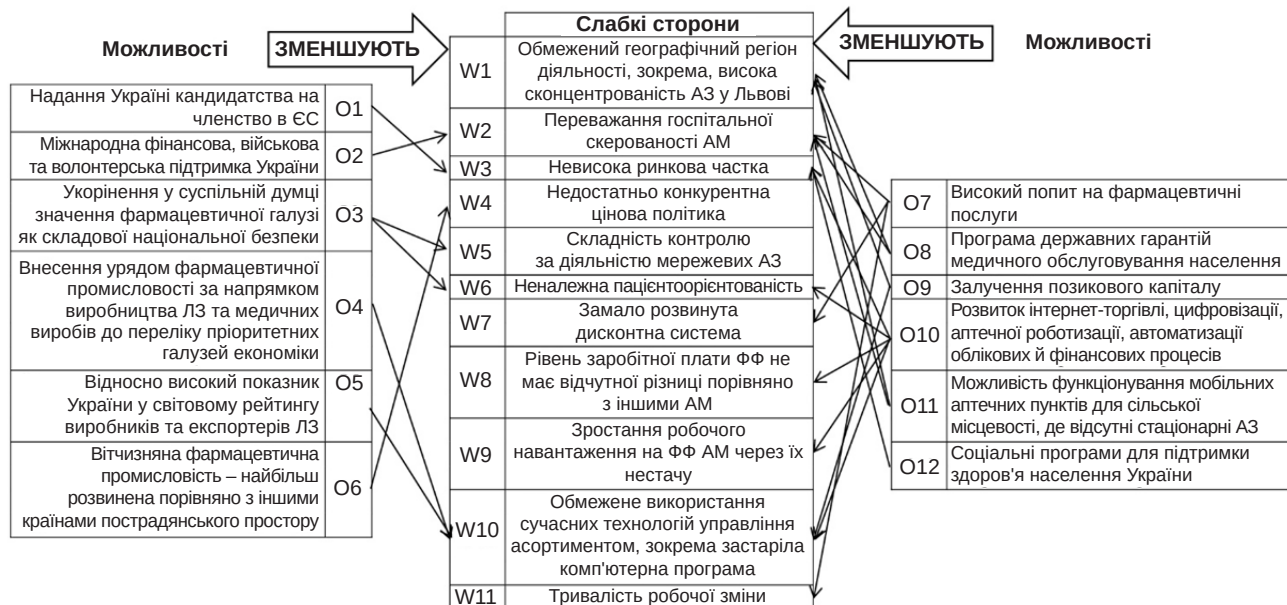 Слабкі сторони
Можливості
ЗМЕНШУЮТЬ
ЗМЕНШУЮТЬ
Можливості
Надання Україні кандидатства на
членство в ЄС
O1
Міжнародна фінансова, військова
та волонтерська підтримка України
O2
Укорінення у суспільній думці
значення фармацевтичної галузі
як складової національної безпеки
O3
Внесення урядом фармацевтичної
промисловості за напрямком
виробництва ЛЗ та медичних
виробів до переліку пріоритетних
галузей економіки
O4
Відносно високий показник
України у світовому рейтингу
виробників та експортерів ЛЗ
O5
Вітчизняна фармацевтична
промисловість – найбільш
розвинена порівняно з іншими
країнами пострадянського простору
O6
W1
Обмежений географічний регіон
діяльності, зокрема, висока
сконцентрованість АЗ у Львові
W2
Переважання госпітальної
скерованості АМ
W3
Невисока ринкова частка
W4
Недостатньо конкурентна
цінова політика
W5
Складність контролю
за діяльністю мережевих АЗ
W6
Неналежна пацієнтоорієнтованість
W7
Замало розвинута
дисконтна система
W8
Рівень заробітної плати ФФ не
має відчутної різниці порівняно
з іншими АМ
W9
Зростання робочого
навантаження на ФФ АМ через їх
нестачу
W10
Обмежене використання
сучасних технологій управління
асортиментом, зокрема застаріла
комп'ютерна програма
W11
Тривалість робочої зміни
O7
Високий попит на фармацевтичні
послуги
O8
Програма державних гарантій
медичного обслуговування населення
O9
Залучення позикового капіталу
O10
Розвиток інтернет-торгівлі, цифровізації,
аптечної роботизації, автоматизації
облікових й фінансових процесів
O11
Можливість функціонування мобільних
аптечних пунктів для сільської
місцевості, де відсутні стаціонарні АЗ
O12
Соціальні програми для підтримки
здоров'я населення України